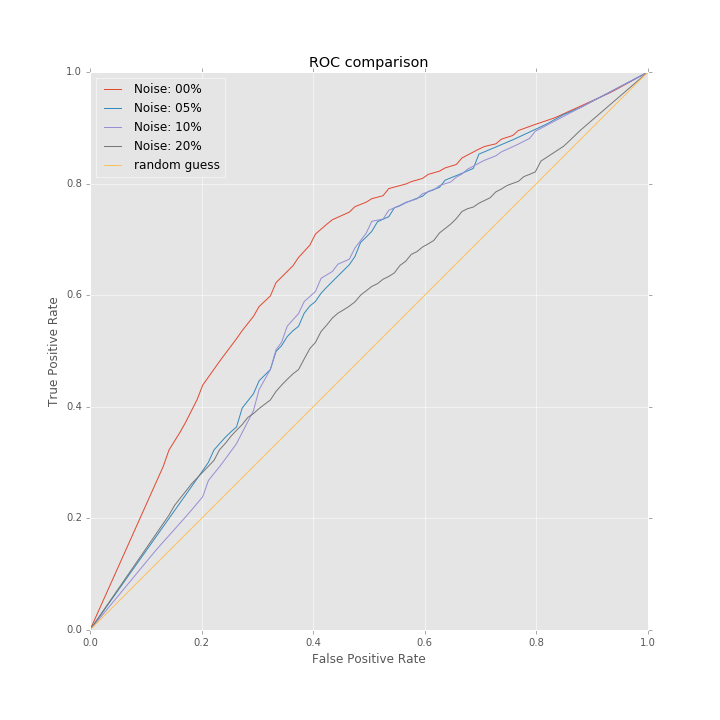 ROC comparison
1.0
0.8
0.6
0.4
0.2
0.0
True Positive Rate
Noise: 00%
Noise: 05%
Noise: 10%
Noise: 20%
random guess
0.0 0.2 0.4 0.6 0.8 1.0
False Positive Rate